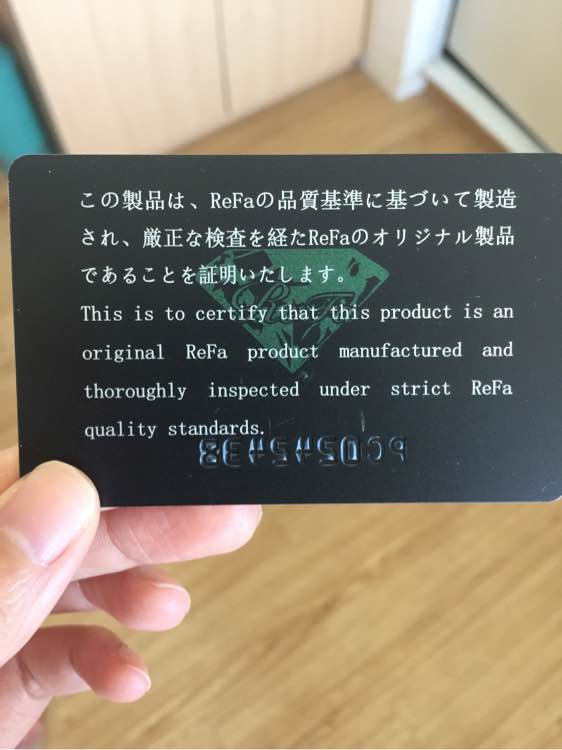 この製品は、ReFaの品質基準に基づいて製造
され、厳正な検査を経たReFaのオリジナル製品
であることを証明いたします。
This is to certify that this product is an
original ReFa product manufactured and
thoroughly inspected under strict ReFa
quality standards.